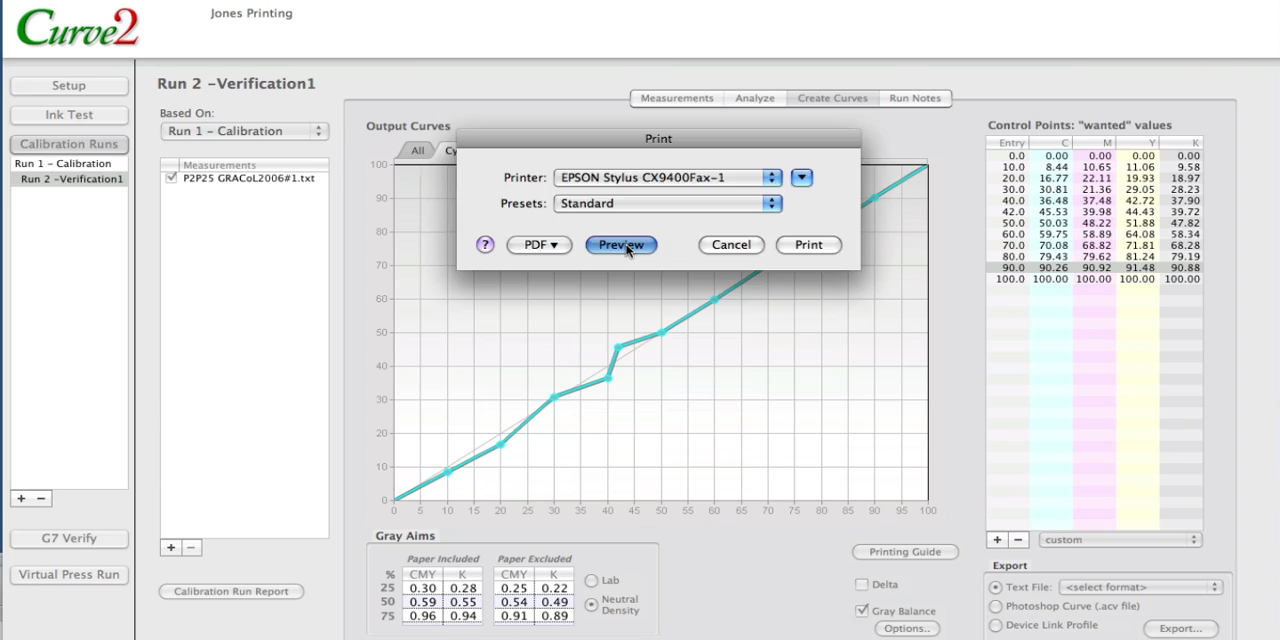 Curve2
Jones Printing
Setup
Ink Test
Calibration Runs
Run 1 - Calibration
Run 2 -Verification1
+ -
G7 Verify
Virtual Press Run
Run 2 -Verification1
Based On:
Run 1 - Calibration
Measurements
P2P25 GRACoL2006#1.txt
+ -
Calibration Run Report
Measurements Analyze Create Curves Run Notes
Output Curves
All Cy
Print
Printer: EPSON Stylus CX9400Fax-1
Presets: Standard
? PDF▼ Preview Cancel Print
100
90
80
70
60
50
40
30
20
10
0
0 5 10 15 20 25 30 35 40 45 50 55 60 65 70 75 80 85 90 95 100
Gray Aims
Paper Included Paper Excluded
% CMY K CMY K
25 0.30 0.28 0.25 0.22
50 0.59 0.55 0.54 0.49
75 0.96 0.94 0.91 0.89
Lab
Neutral
Density
Printing Guide
Delta
Gray Balance
Options..
Control Points: "wanted" values
Entry C M Y K
0.0 0.00 0.00 0.00 0.00
10.0 8.44 10.65 11.06 9.58
20.0 16.77 22.11 19.93 18.97
30.0 30.81 21.36 29.05 28.23
40.0 36.48 37.48 42.72 37.90
42.0 45.53 39.98 44.43 39.72
50.0 50.03 48.22 51.88 47.82
60.0 59.75 58.89 64.08 58.34
70.0 70.08 68.82 71.81 68.28
80.0 79.43 79.62 81.24 79.19
90.0 90.26 90.92 91.48 90.88
100.0 100.00 100.00 100.00 100.00
+ - custom
Export
Text File: <select format>
Photoshop Curve (.acv file)
Device Link Profile
Export...